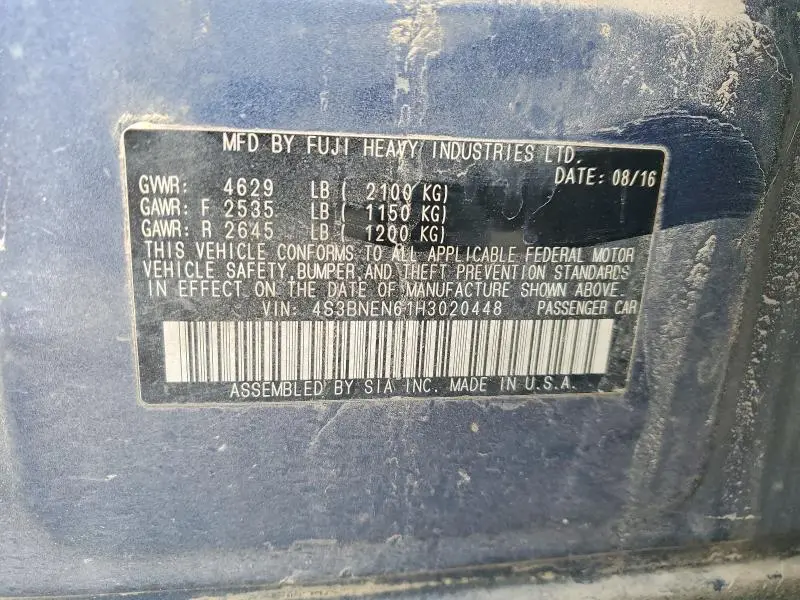 MFD BY FUJI HEAVY INDUSTRIES LTD.
DATE: 08/16
GVWR: 4629 LB ( 2100 KG)
GAWR: F 2535 LB ( 1150 KG)
GAWR: R 2645 LB ( 1200 KG)
THIS VEHICLE CONFORMS TO ALL APPLICABLE FEDERAL MOTOR
VEHICLE SAFETY, BUMPER, AND THEFT PREVENTION STANDARDS
IN EFFECT ON THE DATE OF MANUFACTURE SHOWN ABOVE.
VIN: 4S3BNEN61H3020448 PASSENGER CAR
ASSEMBLED BY SIA INC. MADE IN U.S.A.